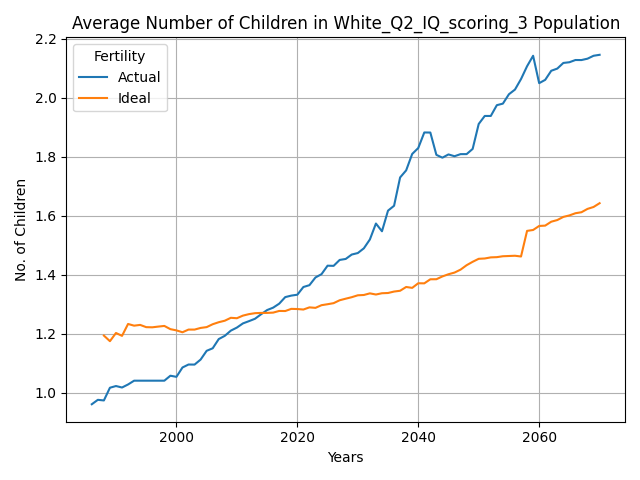 Average Number of Children in White_Q2_IQ_scoring_3 Population
Fertility
Actual
Ideal
No. of Children
2.2
2.0
1.8
1.6
1.4
1.2
1.0
2000
2020
2040
2060
Years